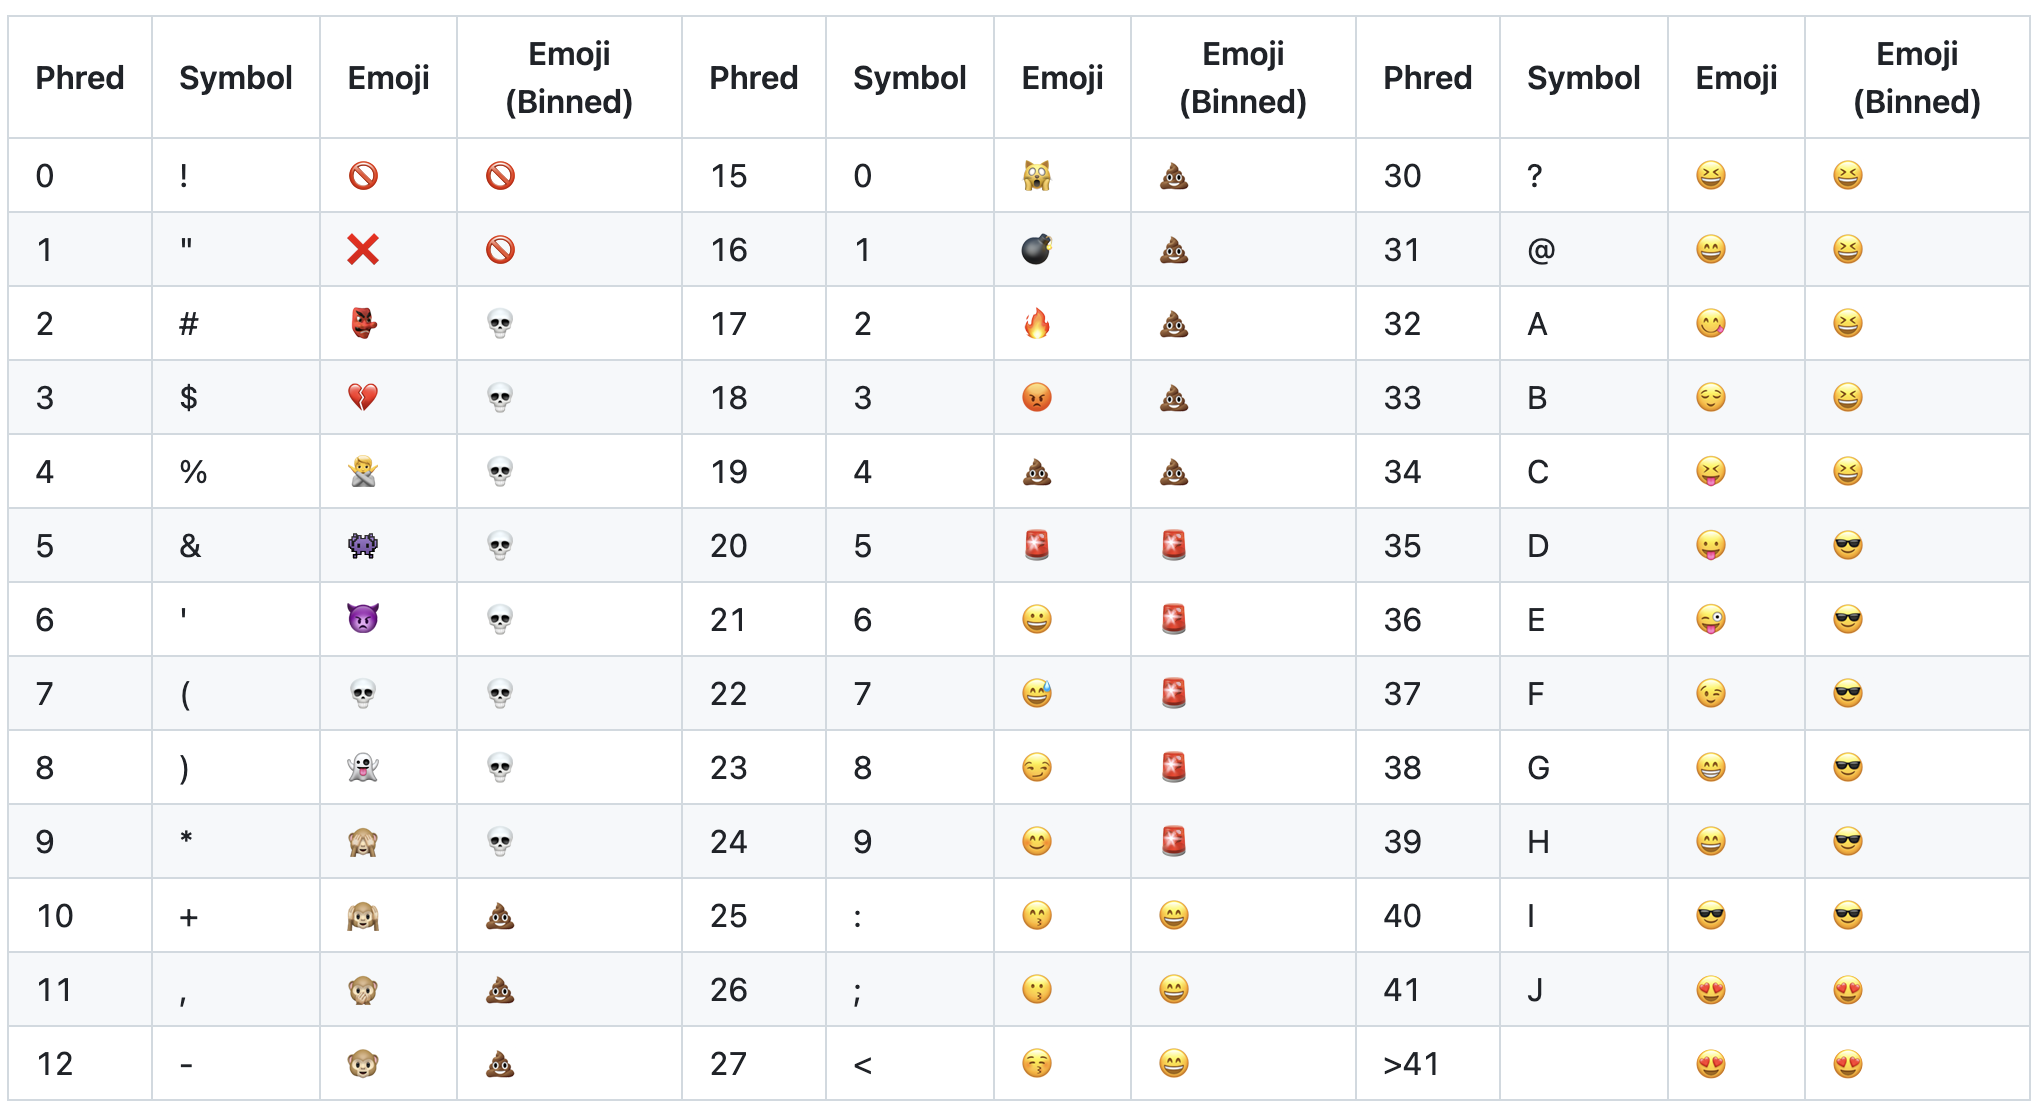 Phred Symbol Emoji Emoji (Binned) Phred Symbol Emoji Emoji (Binned) Phred Symbol Emoji Emoji (Binned)
0 ! 🚫 🚫 15 0 🙀 💩 30 ? 😆 😆
1 " ❌ 🚫 16 1 💣 💩 31 @ 😄 😆
2 # 👺 💀 17 2 🔥 💩 32 A 😋 😆
3 $ 💔 💀 18 3 😡 💩 33 B 😌 😆
4 % 🙅 💀 19 4 💩 💩 34 C 😝 😆
5 & 👾 💀 20 5 🚨 🚨 35 D 😛 😎
6 ' 👿 💀 21 6 😀 🚨 36 E 😜 😎
7 ( 💀 💀 22 7 😅 🚨 37 F 😉 😎
8 ) 👻 💀 23 8 😏 🚨 38 G 😁 😎
9 * 🙈 💀 24 9 😊 🚨 39 H 😄 😎
10 + 🙉 💩 25 : 😙 😄 40 I 😎 😎
11 , 🙊 💩 26 ; 😗 😄 41 J 😍 😍
12 - 🐵 💩 27 < 😚 😄 >41 😍 😍